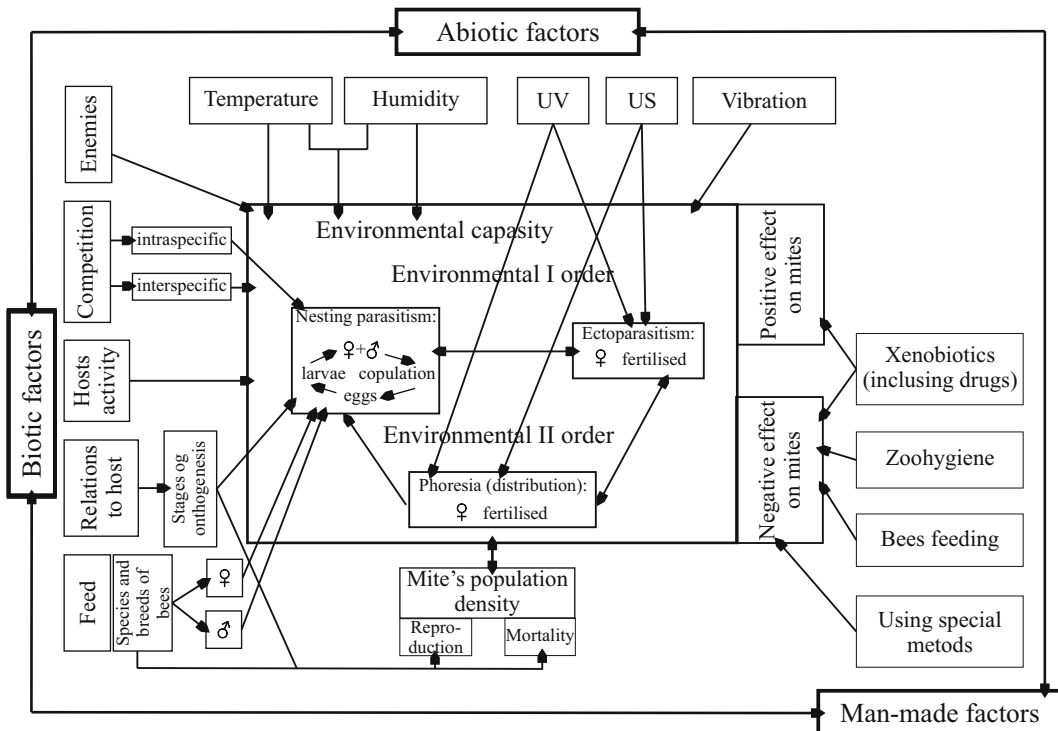 Abiotic factors
Temperature
Humidity
UV
US
Vibration
Enemies
Competition
intraspecific
interspecific
Hosts
activity
Relations
to host
Stages og
onthogenesis
Feed
Species and
breeds of
bees
♀
♂
Biotic factors
Environmental capasity
Environmental I order
Nesting parasitism:
♀+♂
larvae copulation
eggs
Ectoparasitism:
♀ fertilised
Environmental II order
Phoresia (distribution):
♀ fertilised
Mite's population
density
Repro-
duction
Mortality
Positive effect
on mites
Negative effect
on mites
Xenobiotics
(inclusing drugs)
Zoohygiene
Bees feeding
Using special
metods
Man-made factors